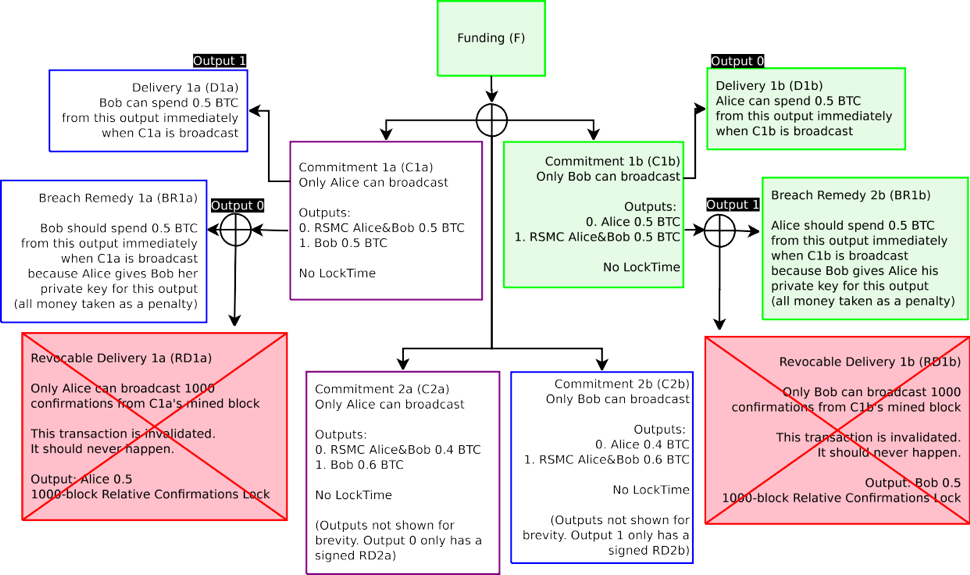 Funding (F)
Output 1
Delivery 1a (D1a)
Bob can spend 0.5 BTC
from this output immediately
when C1a is broadcast
Output 0
Delivery 1b (D1b)
Alice can spend 0.5 BTC
from this output immediately
when C1b is broadcast
Commitment 1a (C1a)
Only Alice can broadcast
Outputs:
0. RSMC Alice&Bob 0.5 BTC
1. Bob 0.5 BTC
No LockTime
Commitment 1b (C1b)
Only Bob can broadcast
Outputs:
0. Alice 0.5 BTC
1. RSMC Alice&Bob 0.5 BTC
No LockTime
Output 0
Breach Remedy 1a (BR1a)
Bob should spend 0.5 BTC
from this output immediately
when C1a is broadcast
because Alice gives Bob her
private key for this output
(all money taken as a penalty)
Output 1
Breach Remedy 2b (BR1b)
Alice should spend 0.5 BTC
from this output immediately
when C1b is broadcast
because Bob gives Alice his
private key for this output
(all money taken as a penalty)
Revocable Delivery 1a (RD1a)
Only Alice can broadcast 1000
confirmations from C1a's mined block
This transaction is invalidated.
It should never happen.
Output: Alice 0.5
1000-block Relative Confirmations Lock
Commitment 2a (C2a)
Only Alice can broadcast
Outputs:
0. RSMC Alice&Bob 0.4 BTC
1. Bob 0.6 BTC
No LockTime
(Outputs not shown for
brevity. Output 0 only has a
signed RD2a)
Commitment 2b (C2b)
Only Bob can broadcast
Outputs:
0. Alice 0.4 BTC
1. RSMC Alice&Bob 0.6 BTC
No LockTime
(Outputs not shown for
brevity. Output 1 only has a
signed RD2b)
Revocable Delivery 1b (RD1b)
Only Bob can broadcast 1000
confirmations from C1b's mined block
This transaction is invalidated.
It should never happen.
Output: Bob 0.5
1000-block Relative Confirmations Lock